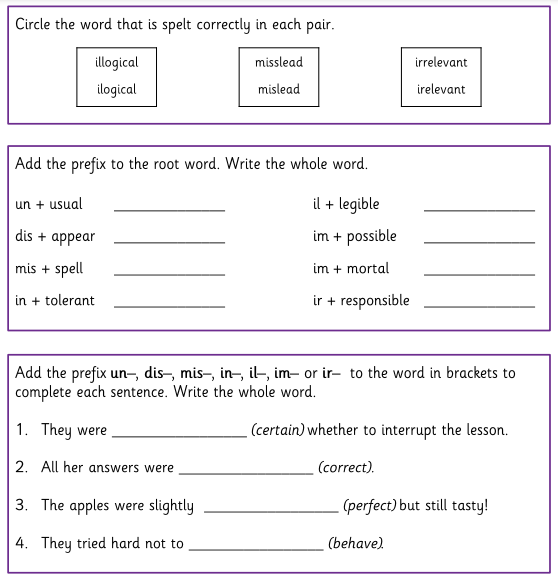 Circle the word that is spelt correctly in each pair.
illogical misslead irrelevant
ilogical mislead irelevant
Add the prefix to the root word. Write the whole word.
un + usual ______________ il + legible ______________
dis + appear ______________ im + possible ______________
mis + spell ______________ im + mortal ______________
in + tolerant ______________ ir + responsible ______________
Add the prefix un–, dis–, mis–, in–, il–, im– or ir– to the word in brackets to
complete each sentence. Write the whole word.
1. They were _________________ (certain) whether to interrupt the lesson.
2. All her answers were _________________ (correct).
3. The apples were slightly _________________ (perfect) but still tasty!
4. They tried hard not to _________________ (behave).